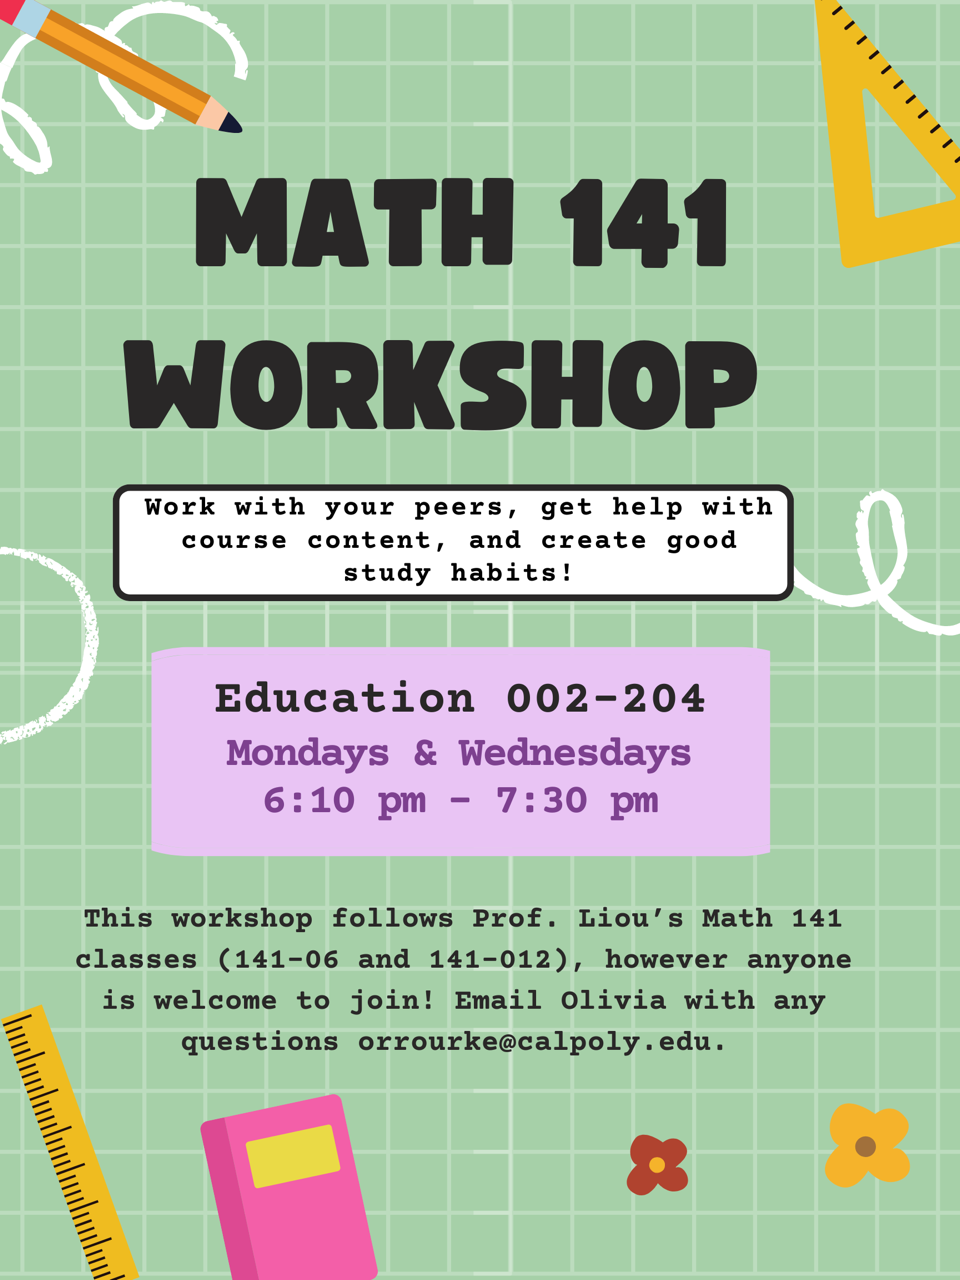 MATH 141
WORKSHOP
Work with your peers, get help with
course content, and create good
study habits!
Education 002-204
Mondays & Wednesdays
6:10 pm - 7:30 pm
This workshop follows Prof. Liou’s Math 141
classes (141-06 and 141-012), however anyone
is welcome to join! Email Olivia with any
questions orrourke@calpoly.edu.